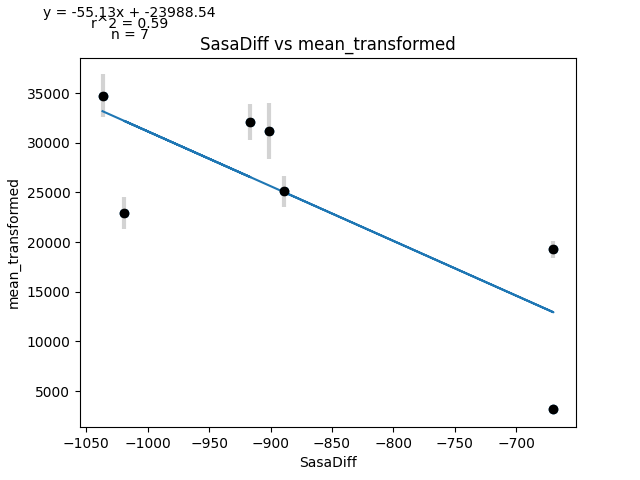 y = -55.13x + -23988.54
r^2 = 0.59
n = 7
SasaDiff vs mean_transformed
mean_transformed
35000
30000
25000
20000
15000
10000
5000
−1050 −1000 −950 −900 −850 −800 −750 −700
SasaDiff